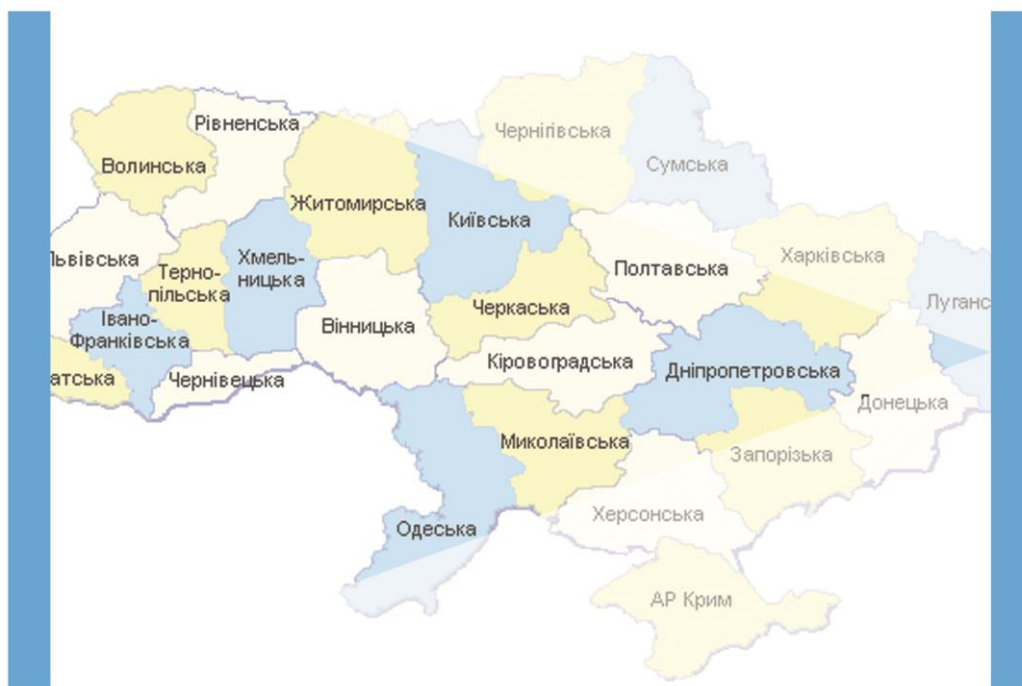 Рівненська
Чернігівська
Волинська
Сумська
Житомирська
Київська
Львівська
Терно-
пільська
Хмель-
ницька
Полтавська
Харківська
Луганс
Черкаська
Івано-
Франківська
Вінницька
Кіровоградська
атська
Чернівецька
Дніпропетровська
Донецька
Миколаївська
Запорізька
Херсонська
Одеська
АР Крим